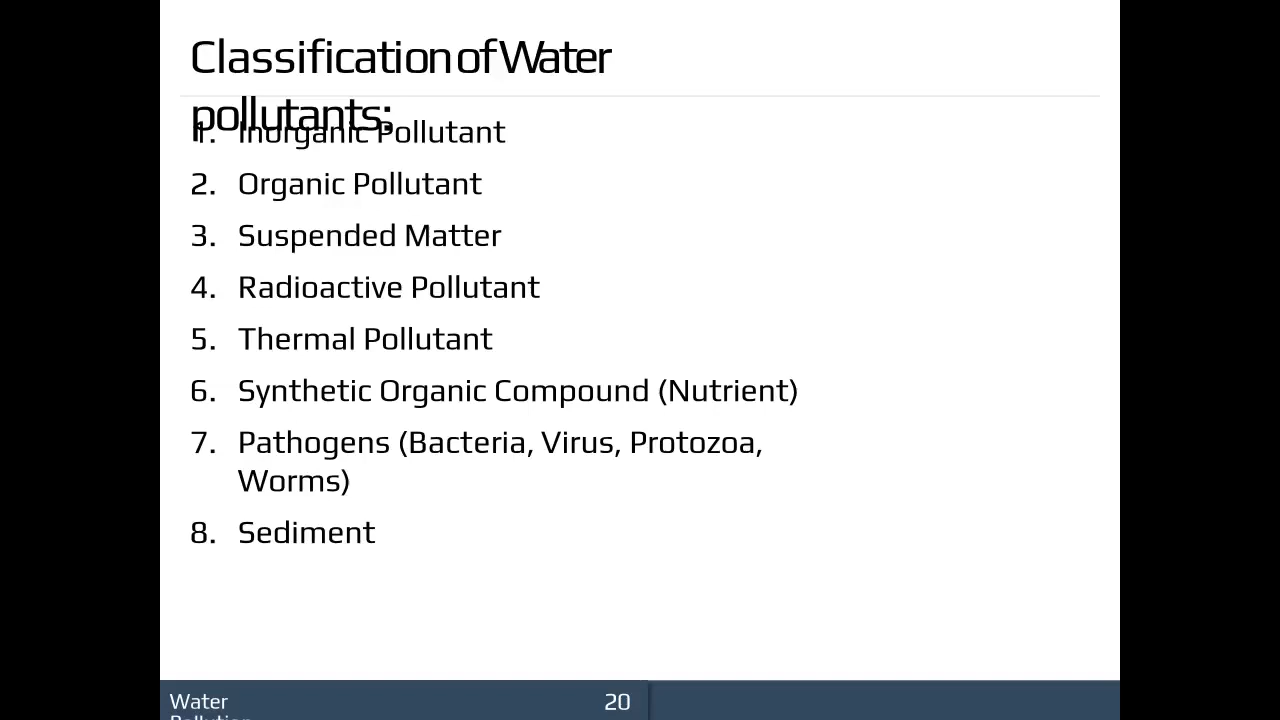 Classification of Water
pollutants:
1. Inorganic Pollutant
2. Organic Pollutant
3. Suspended Matter
4. Radioactive Pollutant
5. Thermal Pollutant
6. Synthetic Organic Compound (Nutrient)
7. Pathogens (Bacteria, Virus, Protozoa,
Worms)
8. Sediment
Water 20
Pollution